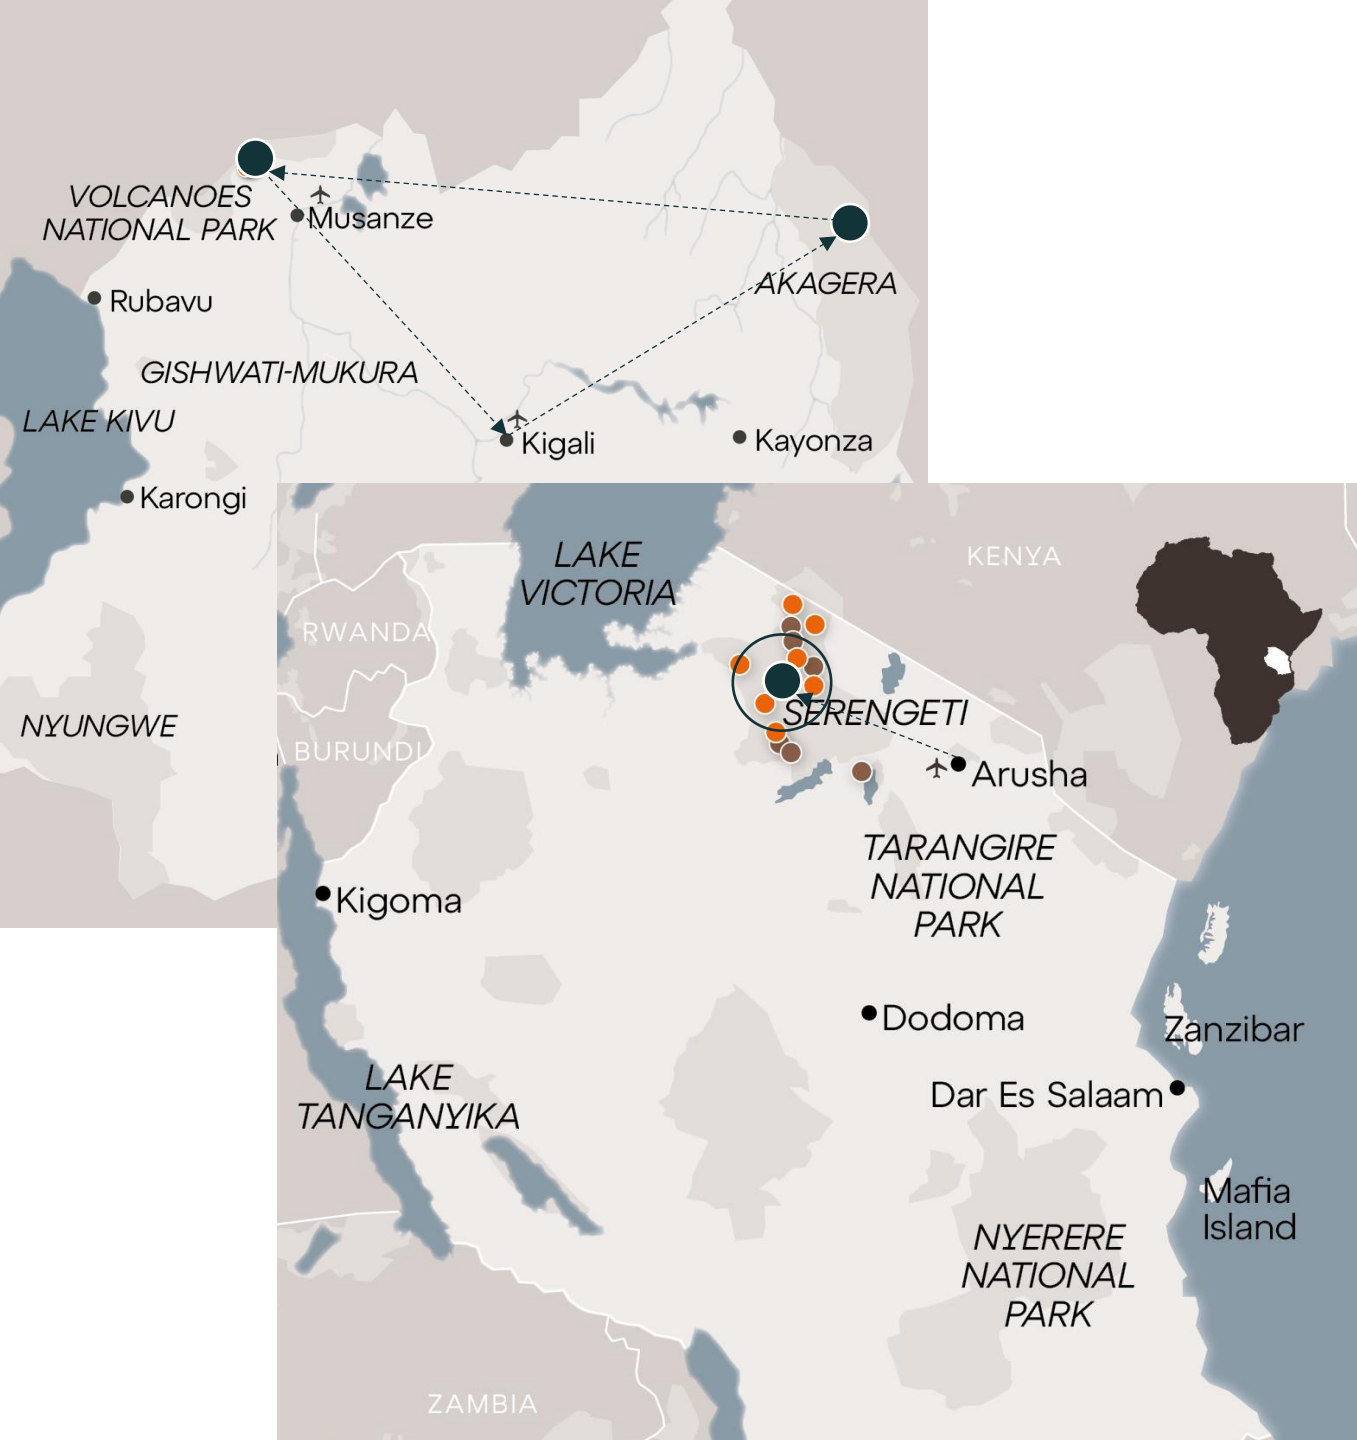 VOLCANOES
NATIONAL PARK
Musanze
AKAGERA
Rubavu
GISHWATI-MUKURA
LAKE KIVU
Kigali
Kayonza
Karongi
NYUNGWE
LAKE
VICTORIA
KENYA
RWANDA
BURUNDI
SERENGETI
Arusha
TARANGIRE
NATIONAL
PARK
Kigoma
Dodoma
Zanzibar
Dar Es Salaam
LAKE
TANGANYIKA
Mafia
Island
NYERERE
NATIONAL
PARK
ZAMBIA